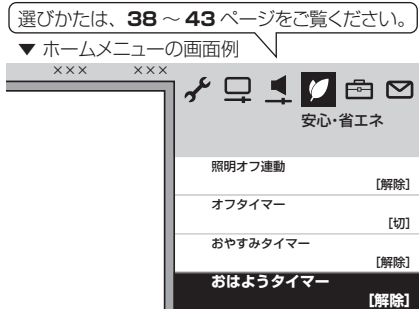 選びかたは、38～43ページをご覧ください。
▼ ホームメニューの画面例
××× ×××
安心･省エネ
照明オフ連動
[解除]
オフタイマー
[切]
おやすみタイマー
[解除]
おはようタイマー
[解除]